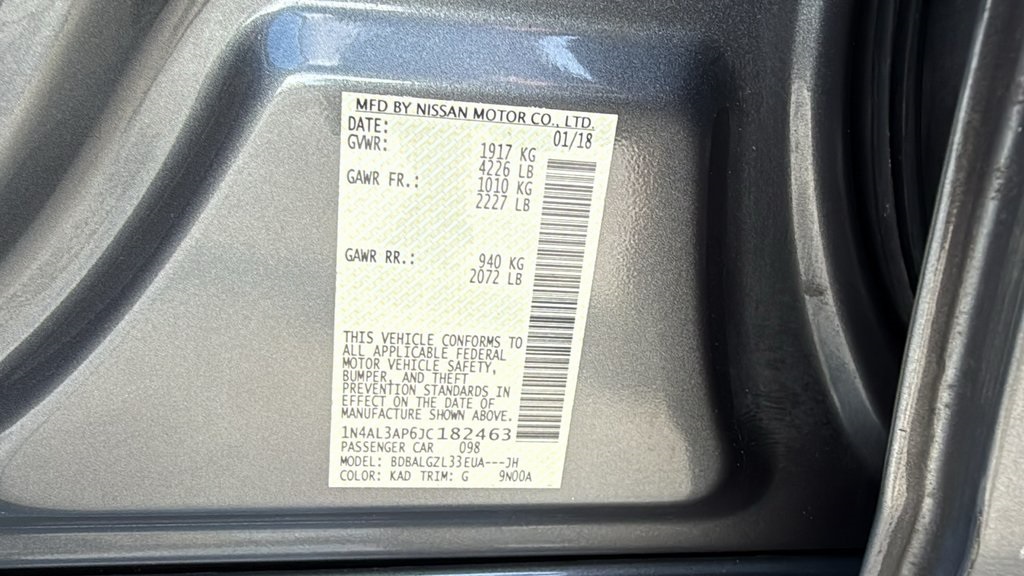 MFD BY NISSAN MOTOR CO., LTD.
DATE: 01/18
GVWR: 1917 KG
4226 LB
GAWR FR.: 1010 KG
2227 LB
GAWR RR.: 940 KG
2072 LB
THIS VEHICLE CONFORMS TO
ALL APPLICABLE FEDERAL
MOTOR VEHICLE SAFETY,
BUMPER, AND THEFT
PREVENTION STANDARDS IN
EFFECT ON THE DATE OF
MANUFACTURE SHOWN ABOVE.
1N4AL3AP6JC182463
PASSENGER CAR 098
MODEL: BDBALGZL33EUA---JH
COLOR: KAD TRIM: G 9N00A